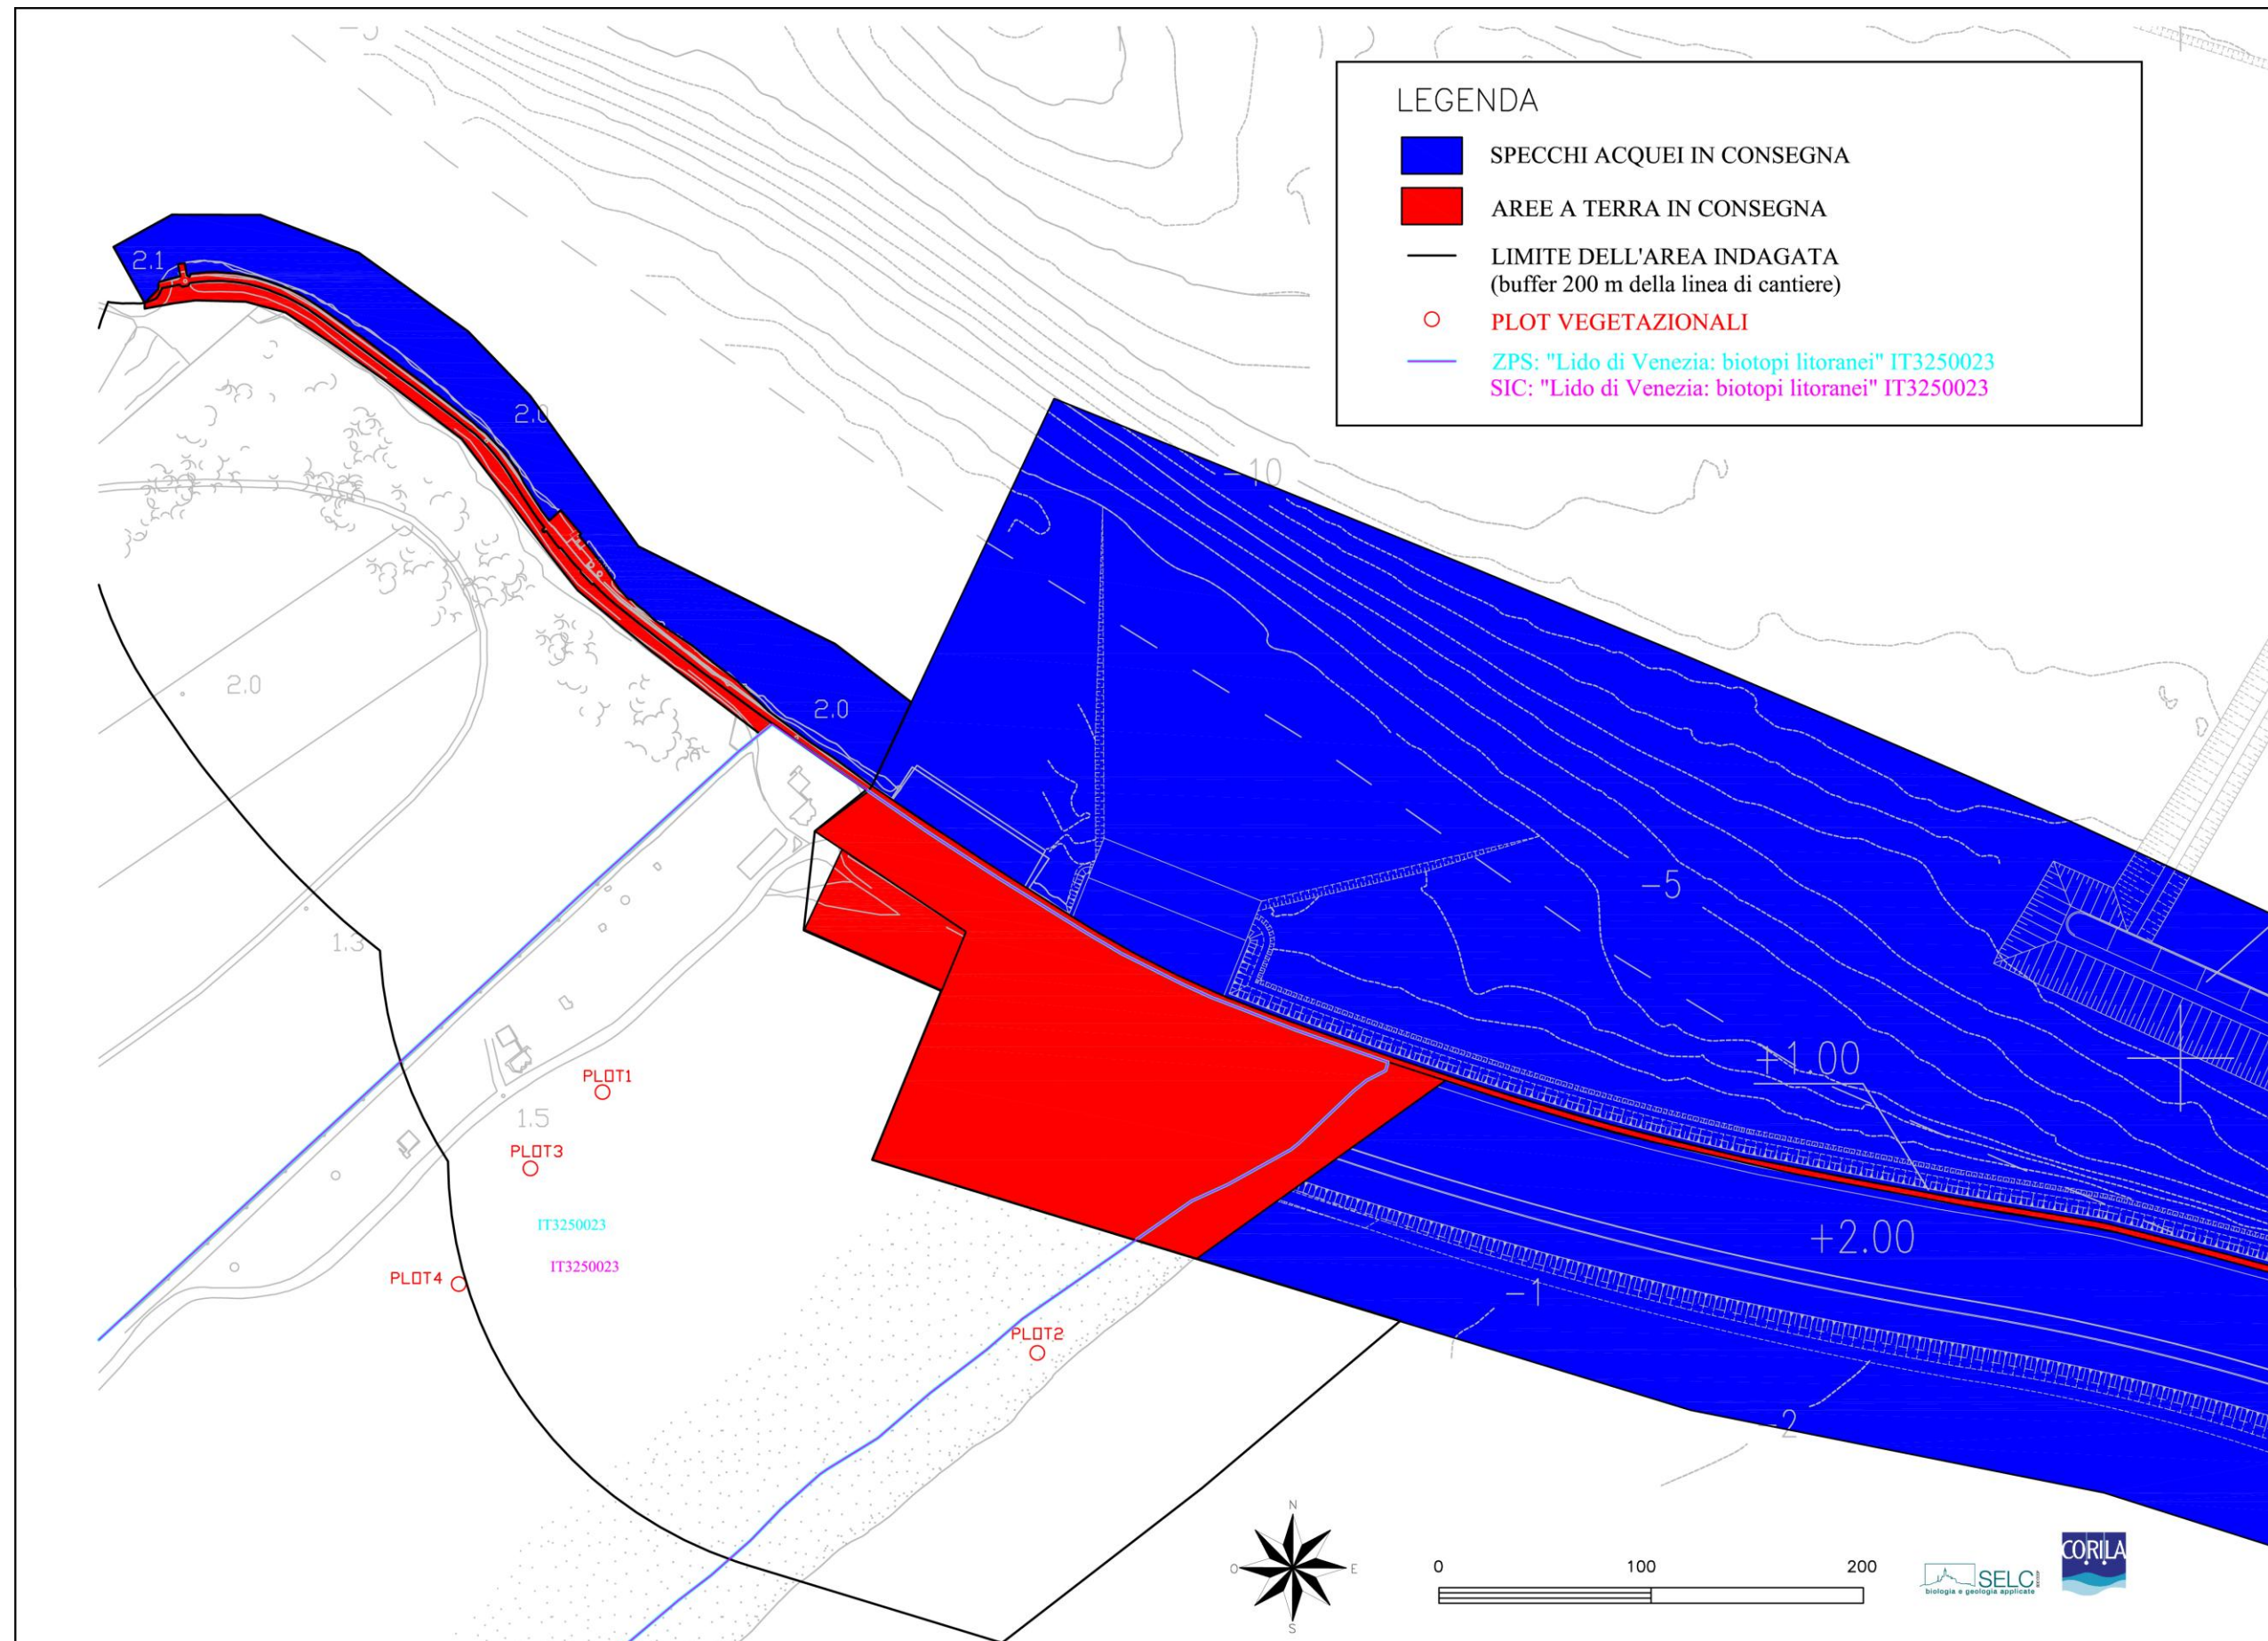 LEGENDA
SPECCHI ACQUEI IN CONSEGNA
AREE A TERRA IN CONSEGNA
LIMITE DELL'AREA INDAGATA
(buffer 200 m della linea di cantiere)
PLOT VEGETAZIONALI
ZPS: "Lido di Venezia: biotopi litoranei" IT3250023
SIC: "Lido di Venezia: biotopi litoranei" IT3250023
2.1
2.0
-10
2.0
2.0
-5
1.3
+1.00
PLOT1
1.5
PLOT3
IT3250023
+2.00
IT3250023
PLOT4
-1
PLOT2
-2
N
O
E
S
0 100 200
SELC
biologia e geologia applicate
CORILA